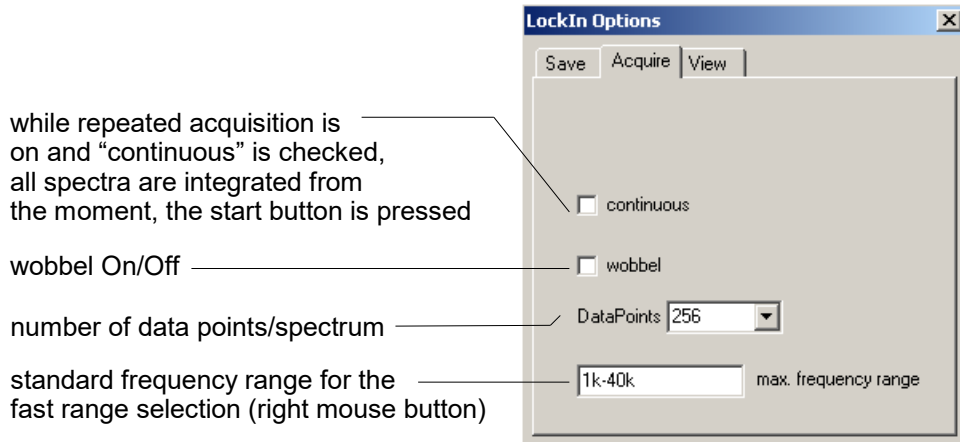 LockIn Options
Save Acquire View
while repeated acquisition is
on and “continuous” is checked,
all spectra are integrated from
the moment, the start button is pressed
continuous
wobbel On/Off
wobbel
number of data points/spectrum
DataPoints 256
standard frequency range for the
fast range selection (right mouse button)
1k-40k max. frequency range